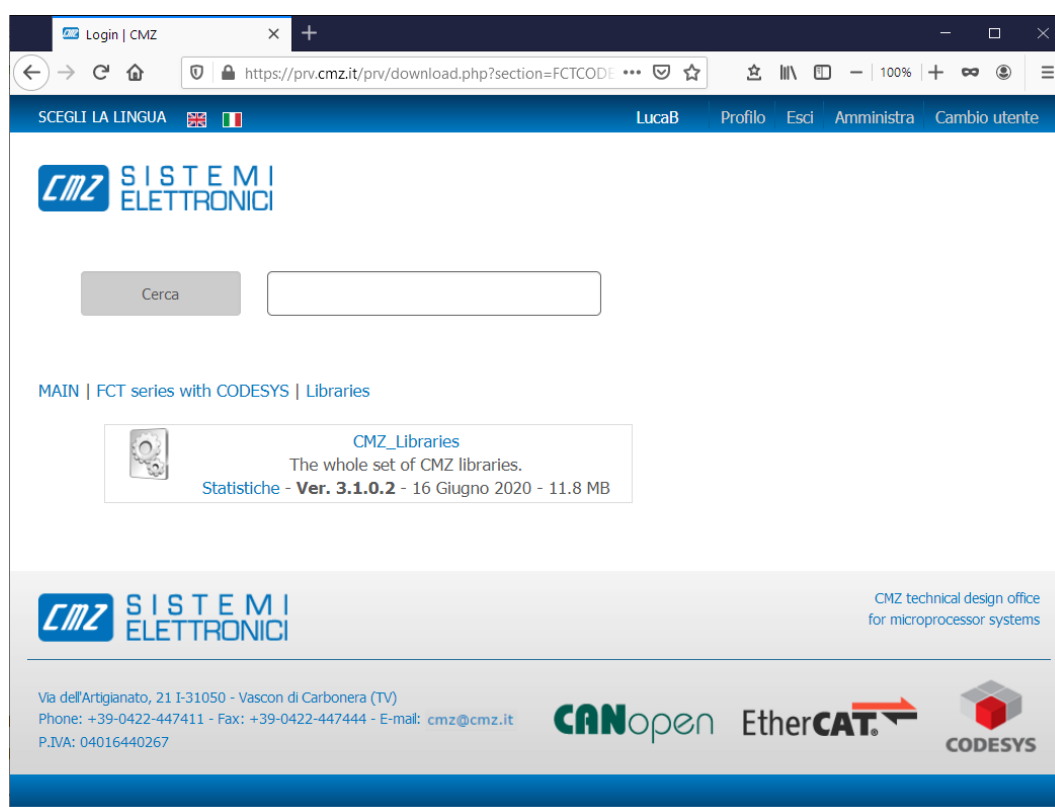 Login | CMZ
https://prv.cmz.it/prv/download.php?section=FCTCODE
100%
SCEGLI LA LINGUA
LucaB Profilo Esci Amministra Cambio utente
CMZ SISTEMI
ELETTRONICI
Cerca
MAIN | FCT series with CODESYS | Libraries
CMZ_Libraries
The whole set of CMZ libraries.
Statistiche - Ver. 3.1.0.2 - 16 Giugno 2020 - 11.8 MB
CMZ SISTEMI
ELETTRONICI
CMZ technical design office
for microprocessor systems
Via dell'Artigianato, 21 I-31050 - Vascon di Carbonera (TV)
Phone: +39-0422-447411 - Fax: +39-0422-447444 - E-mail: cmz@cmz.it
P.IVA: 04016440267
CANopen
EtherCAT.
CODESYS